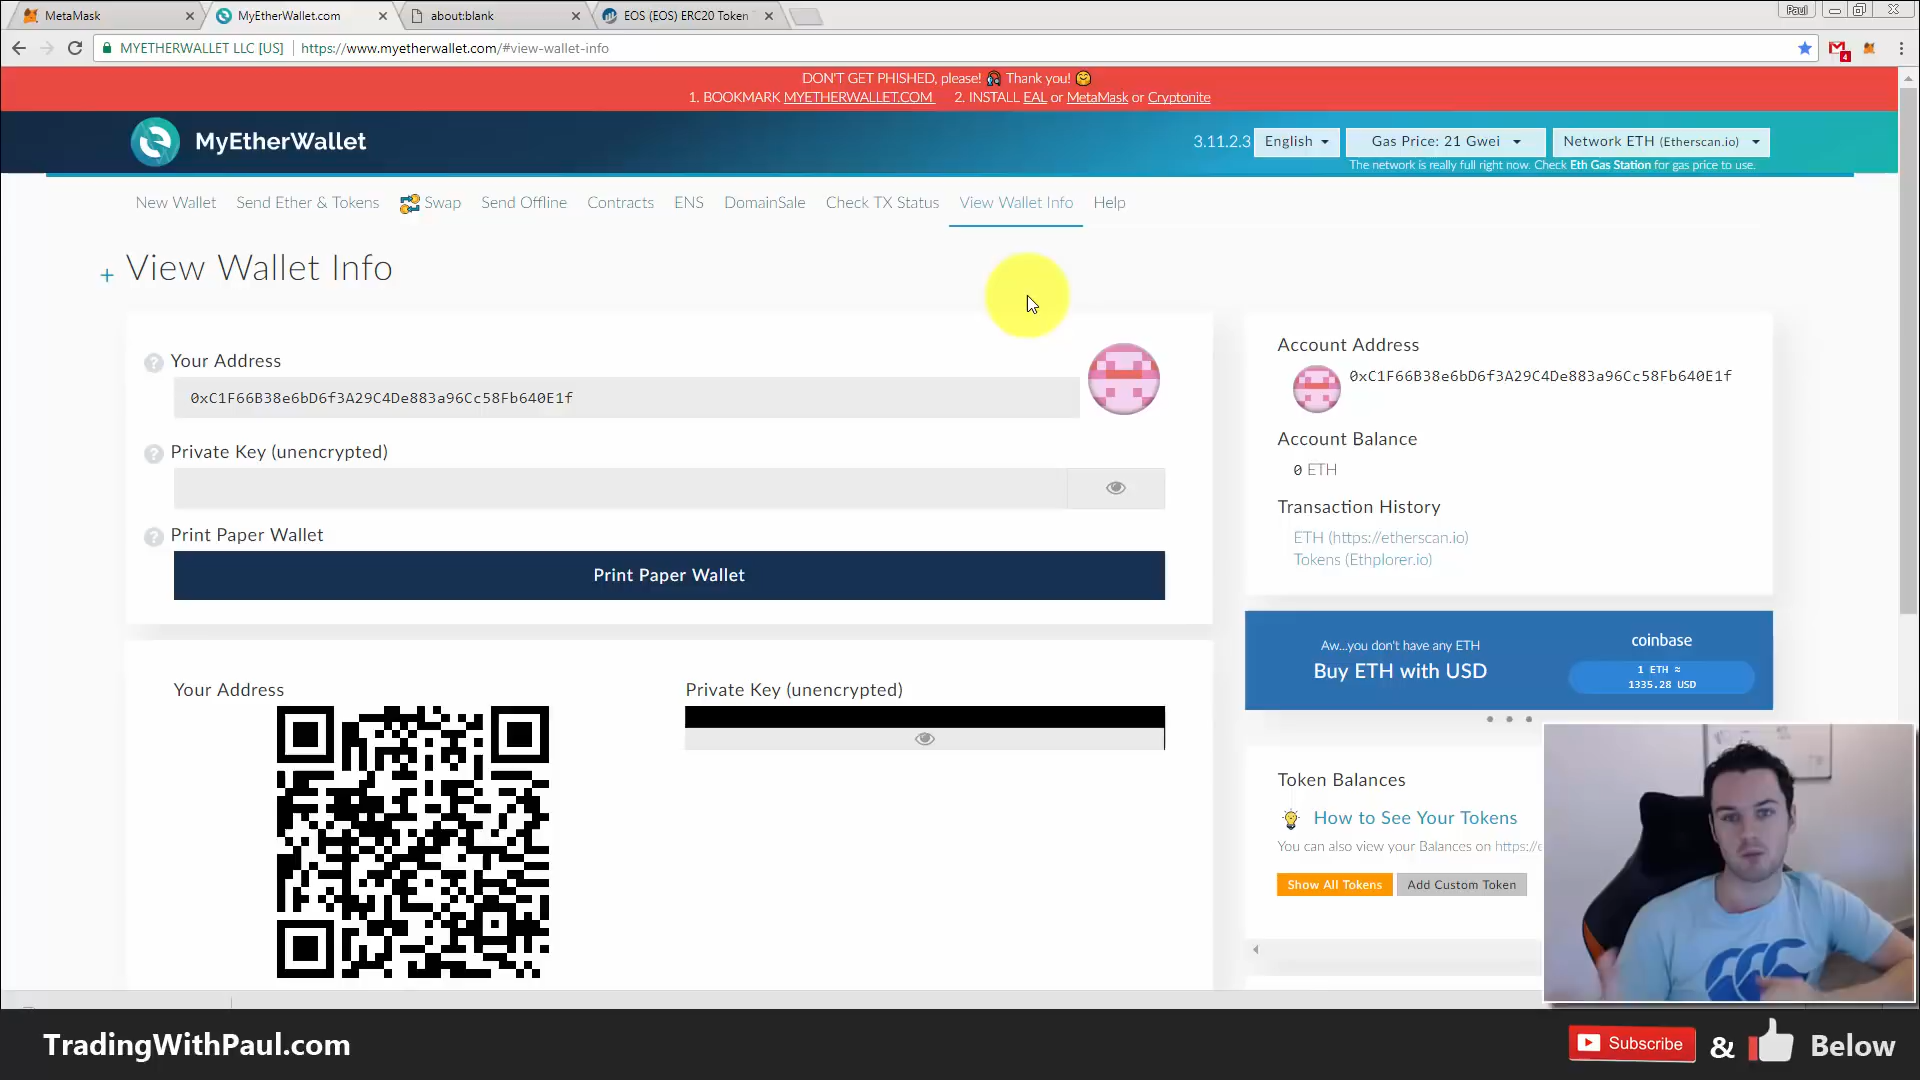 MetaMask
MyEtherWallet.com
about:blank
EOS (EOS) ERC20 Token
Paul
MYETHERWALLET LLC [US]
https://www.myetherwallet.com/#view-wallet-info
4
DON'T GET PHISHED, please! Thank you!
1. BOOKMARK MYETHERWALLET.COM 2. INSTALL EAL or MetaMask or Cryptonite
MyEtherWallet
3.11.2.3
English
Gas Price: 21 Gwei
Network ETH (Etherscan.io)
The network is really full right now. Check Eth Gas Station for gas price to use.
New Wallet
Send Ether & Tokens
Swap
Send Offline
Contracts
ENS
DomainSale
Check TX Status
View Wallet Info
Help
+ View Wallet Info
? Your Address
0xC1F66B38e6bD6f3A29C4De883a96Cc58Fb640E1f
? Private Key (unencrypted)
? Print Paper Wallet
Print Paper Wallet
Your Address
Private Key (unencrypted)
Account Address
0xC1F66B38e6bD6f3A29C4De883a96Cc58Fb640E1f
Account Balance
0 ETH
Transaction History
ETH (https://etherscan.io)
Tokens (Ethplorer.io)
Aw...you don't have any ETH
Buy ETH with USD
coinbase
1 ETH ≈
1335.28 USD
Token Balances
How to See Your Tokens
You can also view your Balances on https://e
Show All Tokens
Add Custom Token
TradingWithPaul.com
Subscribe
&
Below